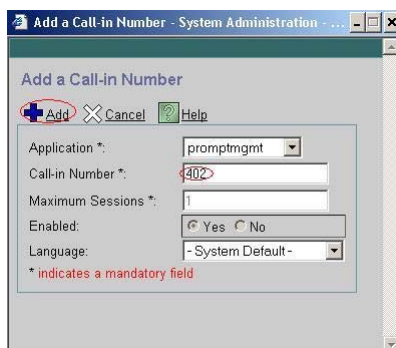 Add a Call-in Number - System Administration - ...
Add a Call-in Number
Add Cancel ? Help
Application *: promptmgmt
Call-in Number *: 402
Maximum Sessions *: 1
Enabled: Yes No
Language: - System Default -
* indicates a mandatory field